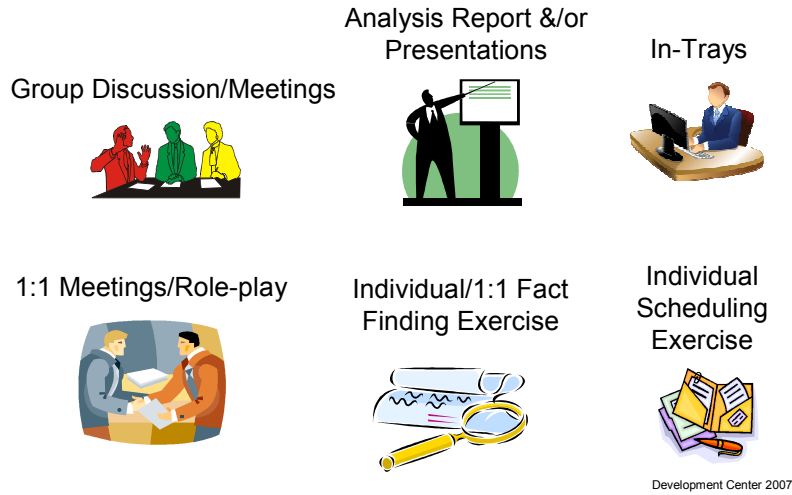 Group Discussion/Meetings
Analysis Report &/or
Presentations
In-Trays
1:1 Meetings/Role-play
Individual/1:1 Fact
Finding Exercise
Individual
Scheduling
Exercise
Development Center 2007